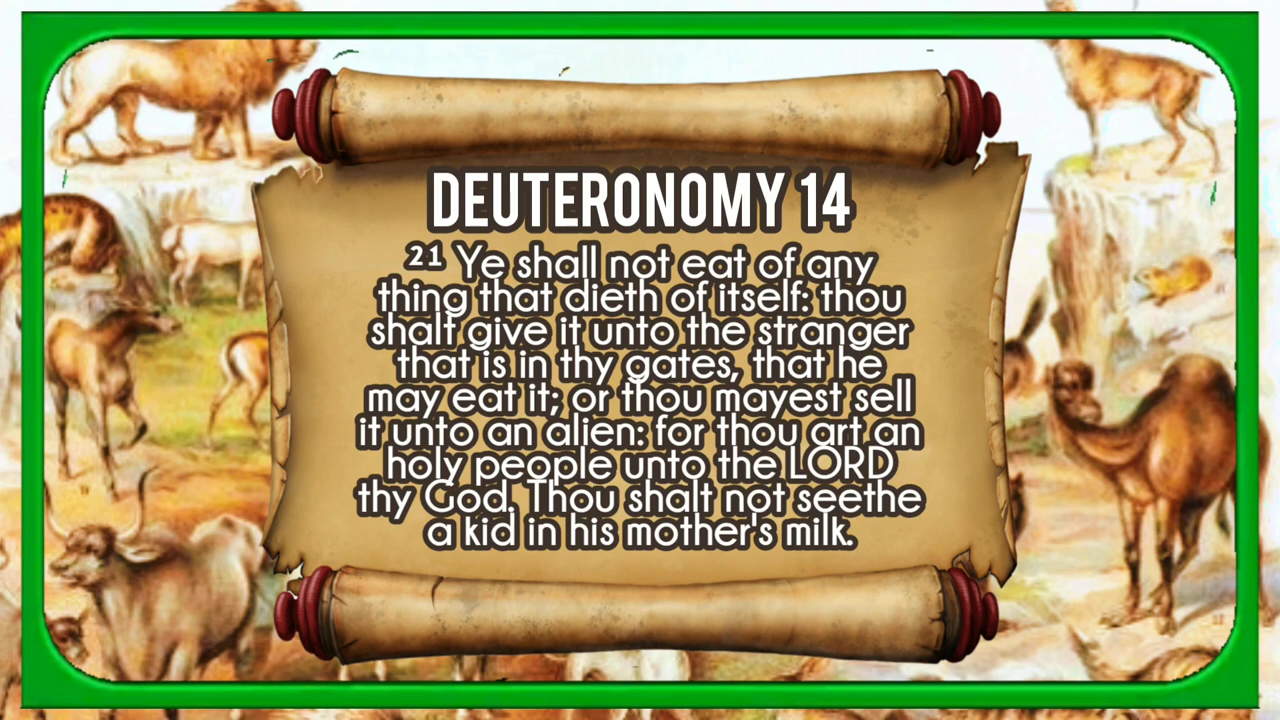 DEUTERONOMY 14
²¹ Ye shall not eat of any
thing that dieth of itself: thou
shalt give it unto the stranger
that is in thy gates, that he
may eat it; or thou mayest sell
it unto an alien: for thou art an
holy people unto the LORD
thy God. Thou shalt not seethe
a kid in his mother's milk.